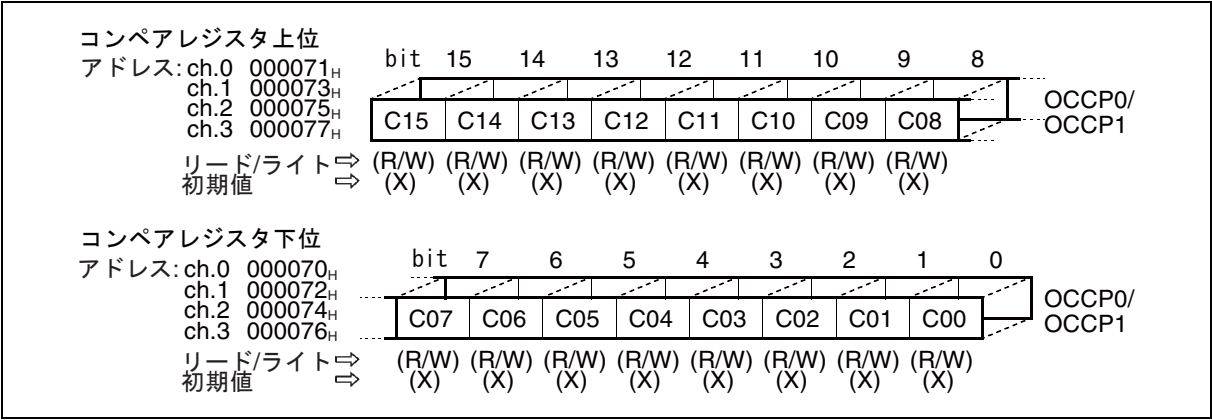 コンペアレジスタ上位
アドレス: ch.0 000071H
ch.1 000073H
ch.2 000075H
ch.3 000077H
bit 15 14 13 12 11 10 9 8
C15 C14 C13 C12 C11 C10 C09 C08
OCCP0/
OCCP1
リード/ライト ⇨ (R/W) (R/W) (R/W) (R/W) (R/W) (R/W) (R/W) (R/W)
初期値 ⇨ (X) (X) (X) (X) (X) (X) (X) (X)
コンペアレジスタ下位
アドレス: ch.0 000070H
ch.1 000072H
ch.2 000074H
ch.3 000076H
bit 7 6 5 4 3 2 1 0
C07 C06 C05 C04 C03 C02 C01 C00
OCCP0/
OCCP1
リード/ライト ⇨ (R/W) (R/W) (R/W) (R/W) (R/W) (R/W) (R/W) (R/W)
初期値 ⇨ (X) (X) (X) (X) (X) (X) (X) (X)